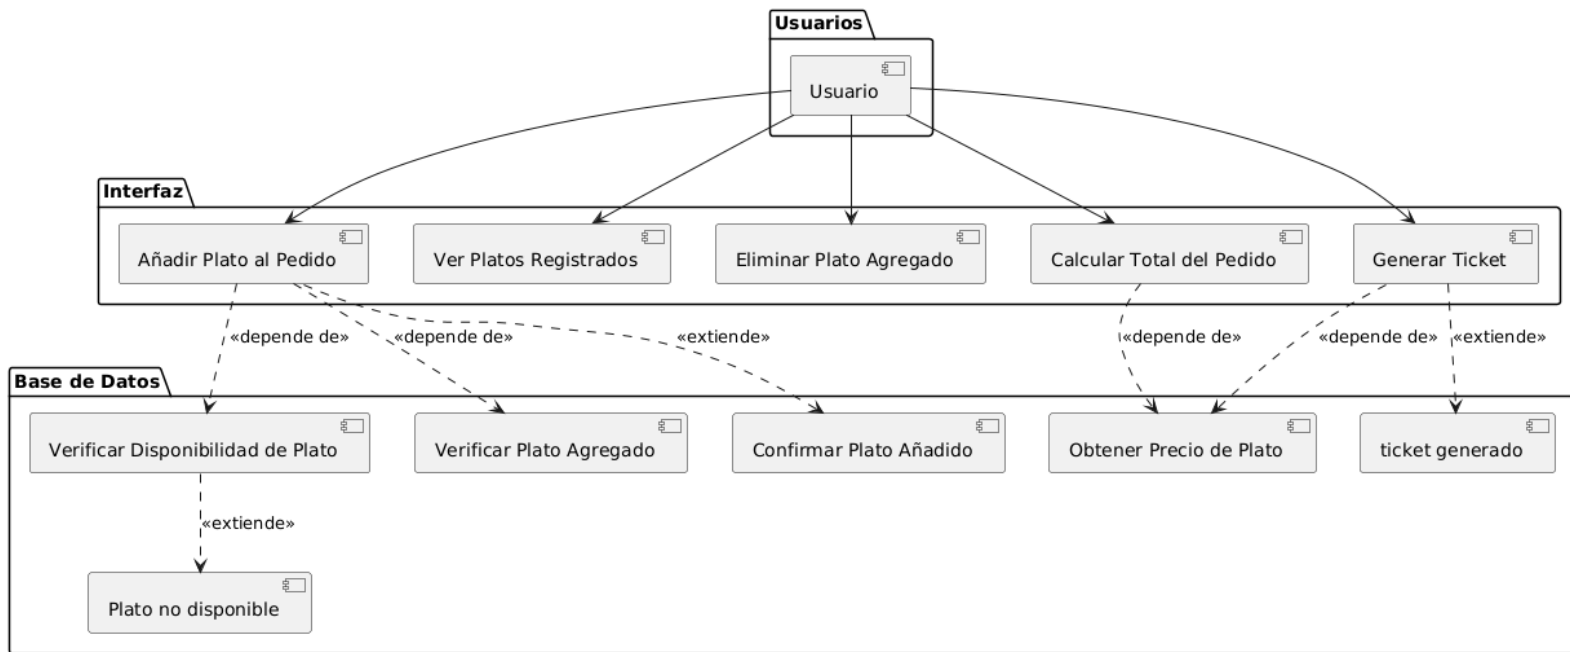 Usuarios
Usuario
Interfaz
Añadir Plato al Pedido
Ver Platos Registrados
Eliminar Plato Agregado
Calcular Total del Pedido
Generar Ticket
«depende de»
«depende de»
«extiende»
«depende de»
«depende de»
«extiende»
Base de Datos
Verificar Disponibilidad de Plato
Verificar Plato Agregado
Confirmar Plato Añadido
Obtener Precio de Plato
ticket generado
«extiende»
Plato no disponible